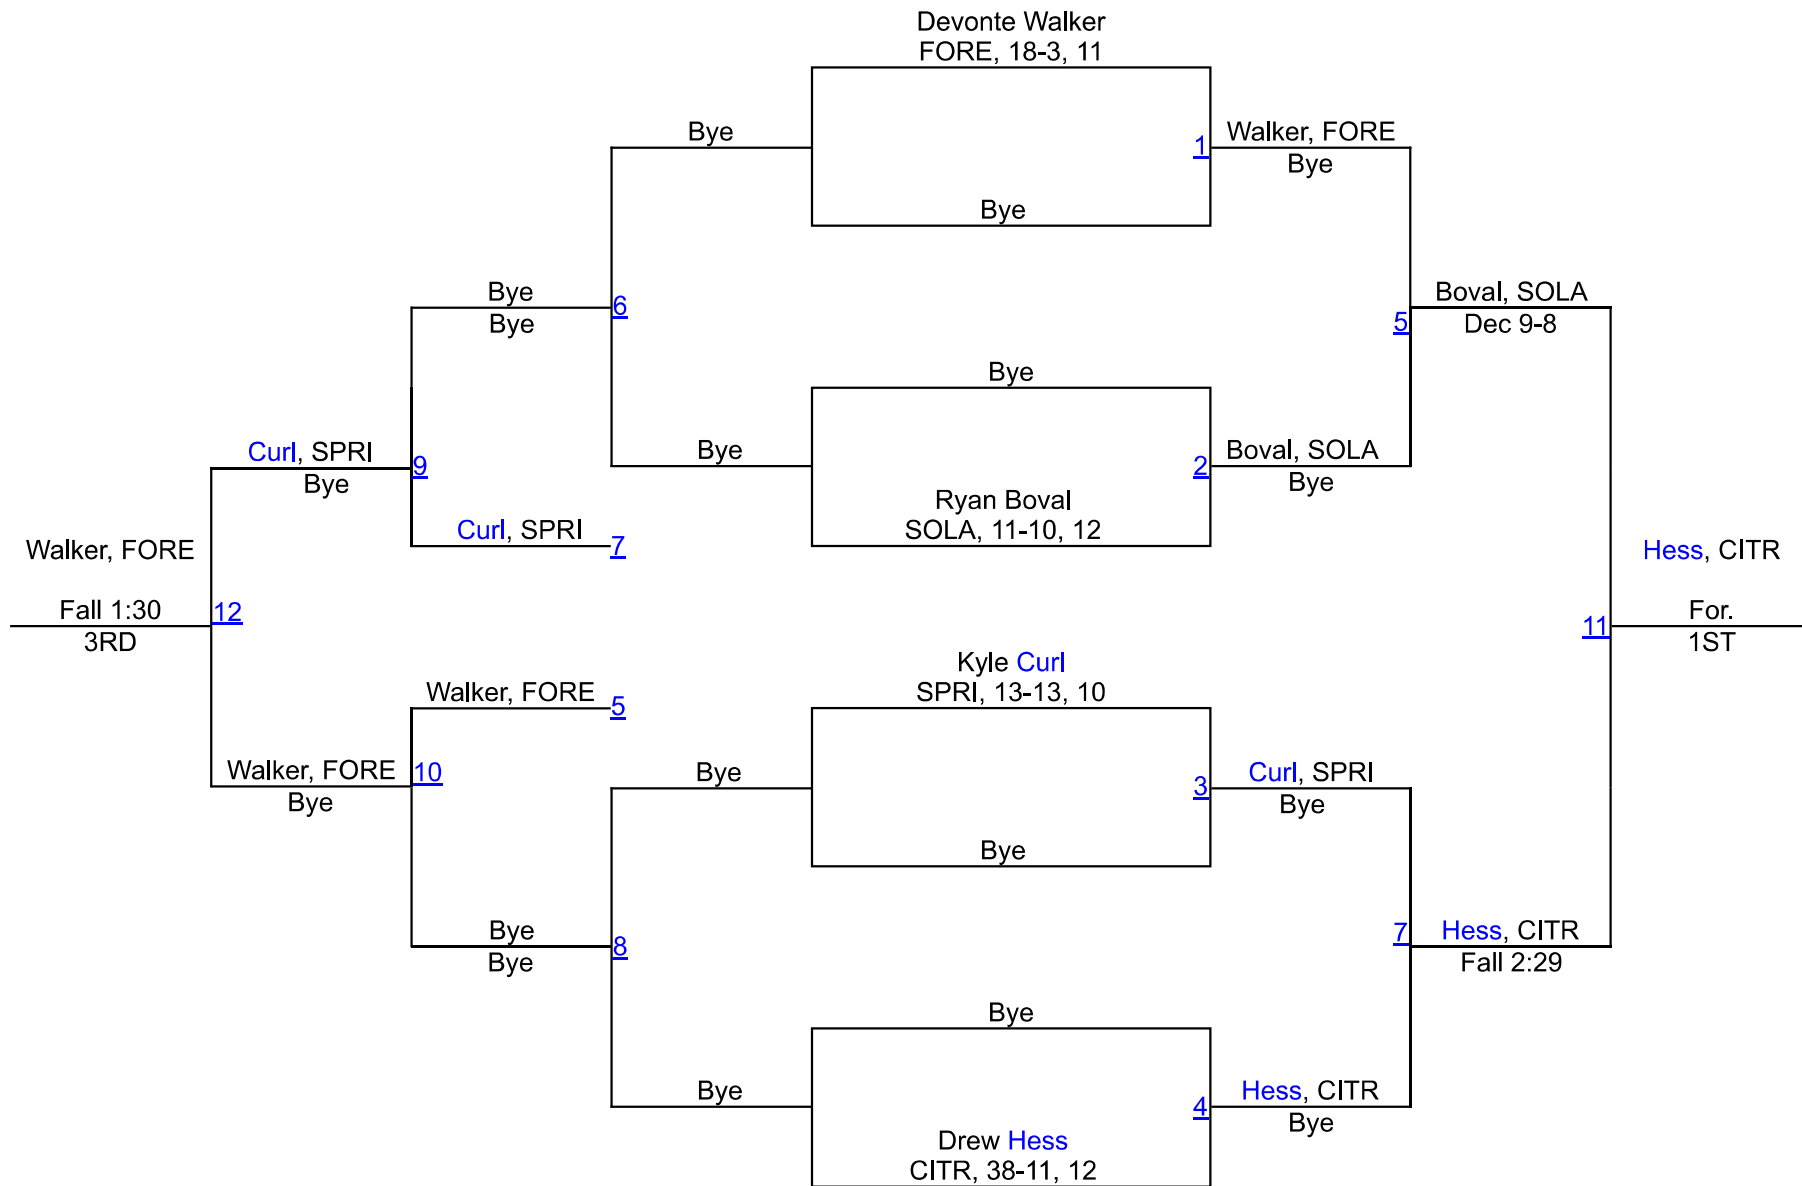 Devonte Walker
FORE, 18-3, 11
Bye
1
Walker, FORE
Bye
Bye
Bye
Bye
6
Boval, SOLA
5
Dec 9-8
Bye
Curl, SPRI
9
Bye
Bye
2
Boval, SOLA
Bye
Ryan Boval
SOLA, 11-10, 12
Curl, SPRI
7
Walker, FORE
Hess, CITR
Fall 1:30
12
3RD
For.
11
1ST
Kyle Curl
SPRI, 13-13, 10
Walker, FORE
5
Walker, FORE
10
Bye
Bye
3
Curl, SPRI
Bye
Bye
Bye
8
Bye
7
Hess, CITR
Fall 2:29
Bye
Bye
4
Hess, CITR
Bye
Drew Hess
CITR, 38-11, 12